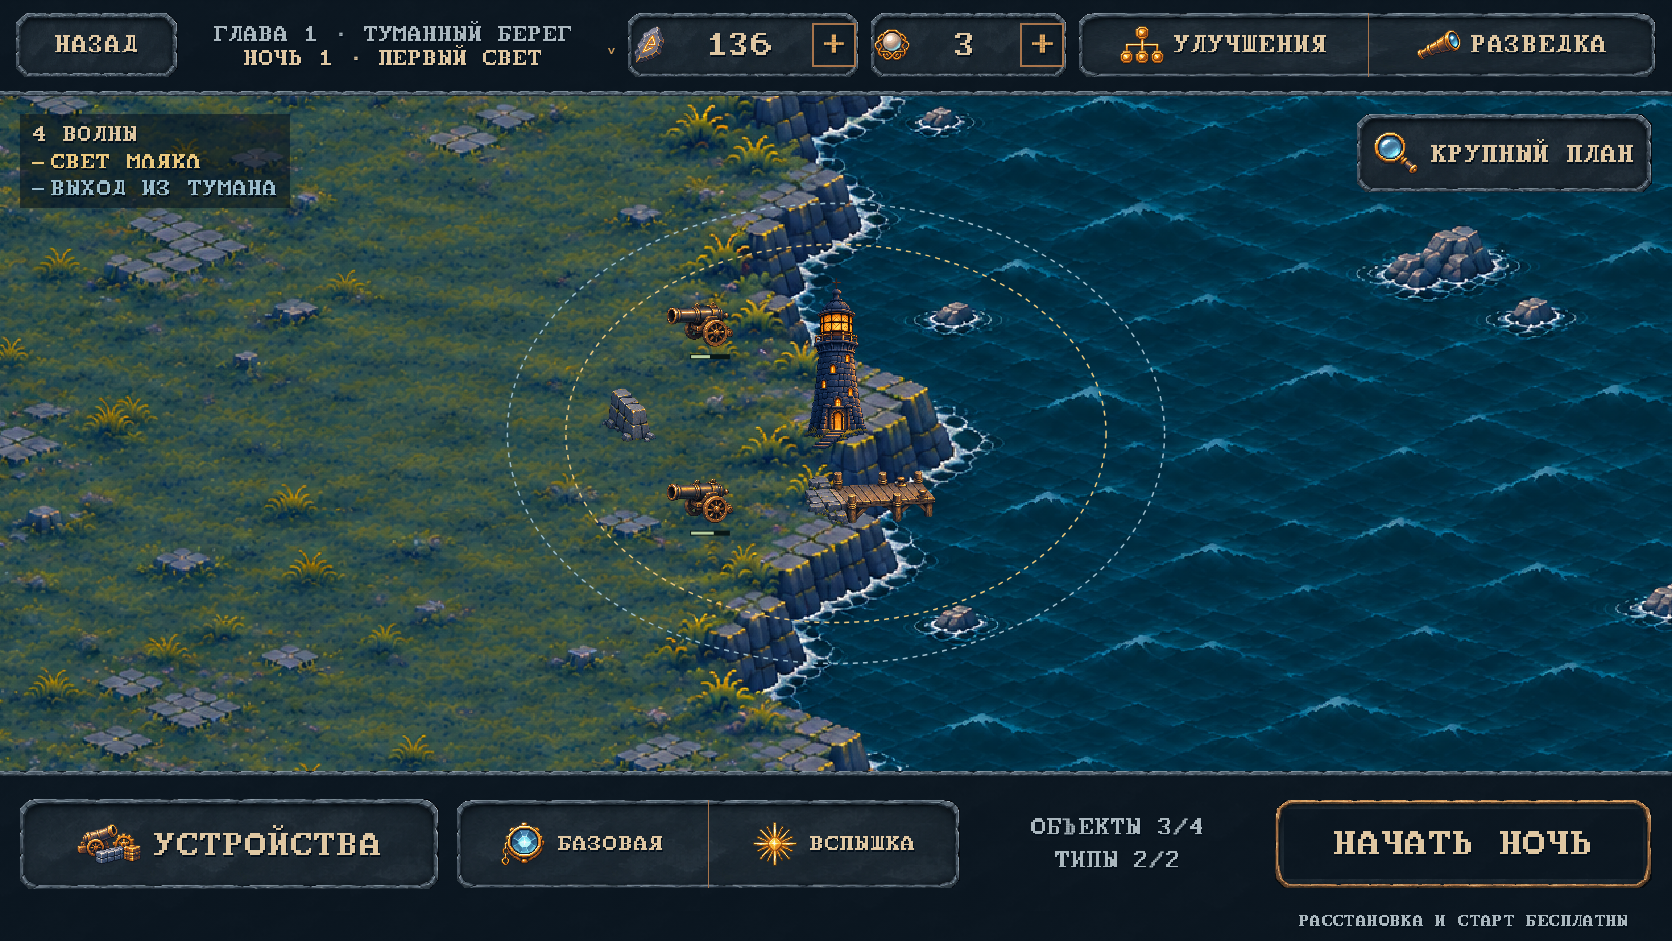 НАЗАД
ГЛАВА 1 · ТУМАННЫЙ БЕРЕГ
НОЧЬ 1 · ПЕРВЫЙ СВЕТ
136
+
3
+
УЛУЧШЕНИЯ
РАЗВЕДКА
4 ВОЛНЫ
–СВЕТ МАЯКА
–ВЫХОД ИЗ ТУМАНА
КРУПНЫЙ ПЛАН
УСТРОЙСТВА
БАЗОВАЯ
ВСПЫШКА
ОБЪЕКТЫ 3/4
ТИПЫ 2/2
НАЧАТЬ НОЧЬ
РАССТАНОВКА И СТАРТ БЕСПЛАТНЫ